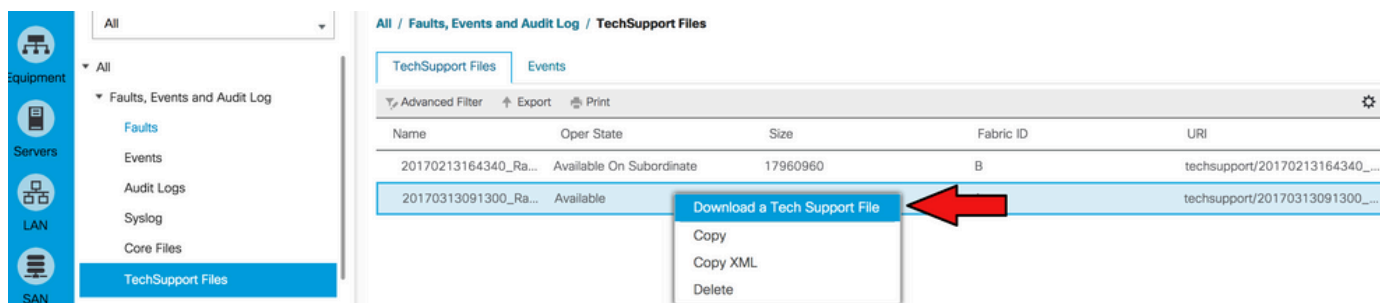 All
All / Faults, Events and Audit Log / TechSupport Files
Equipment
All
TechSupport Files Events
Faults, Events and Audit Log
Advanced Filter Export Print
Faults
Name Oper State Size Fabric ID URI
Servers
Events
20170213164340_Ra... Available On Subordinate 17960960 B techsupport/20170213164340_...
Audit Logs
20170313091300_Ra... Available techsupport/20170313091300_...
Download a Tech Support File
LAN
Syslog
Copy
Core Files
Copy XML
TechSupport Files
Delete
SAN